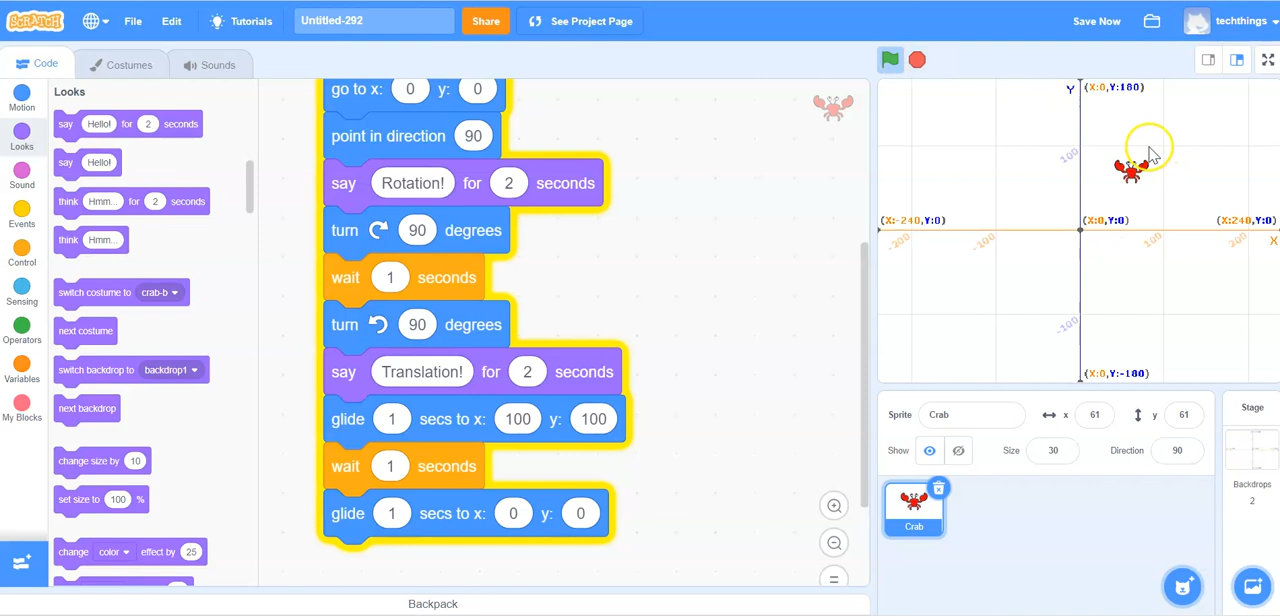 SCRATCH File Edit Tutorials Untitled-292 Share See Project Page Save Now techthings
Code Costumes Sounds
Motion
Looks
Sound
Events
Control
Sensing
Operators
Variables
My Blocks
Looks
say Hello! for 2 seconds
say Hello!
think Hmm... for 2 seconds
think Hmm...
switch costume to crab-b
next costume
switch backdrop to backdrop1
next backdrop
change size by 10
set size to 100 %
change color effect by 25
go to x: 0 y: 0
point in direction 90
say Rotation! for 2 seconds
turn 90 degrees
wait 1 seconds
turn 90 degrees
say Translation! for 2 seconds
glide 1 secs to x: 100 y: 100
wait 1 seconds
glide 1 secs to x: 0 y: 0
Y (X:0,Y:180)
100
(X:-240,Y:0) (X:0,Y:0) (X:240,Y:0)
-200 -100 100 200 X
-100
(X:0,Y:-180)
Sprite Crab x 61 y 61
Show Size 30 Direction 90
Crab
Stage
Backdrops
2
Backpack